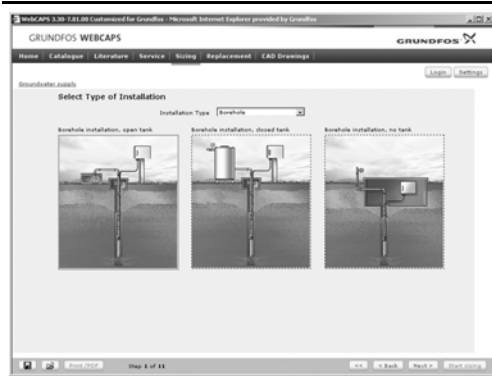 WebCAPS 3.30-7.01.00 Customized for Grundfos - Microsoft Internet Explorer provided by Grundfos
GRUNDFOS WEBCAPS
GRUNDFOS
Home Catalogue Literature Service Sizing Replacement CAD Drawings
Login Settings
Groundwater supply
Select Type of Installation
Installation Type Borehole
Borehole installation, open tank Borehole installation, closed tank Borehole installation, no tank
Print/PDF Step 1 of 11 << < Back Next > Start sizing